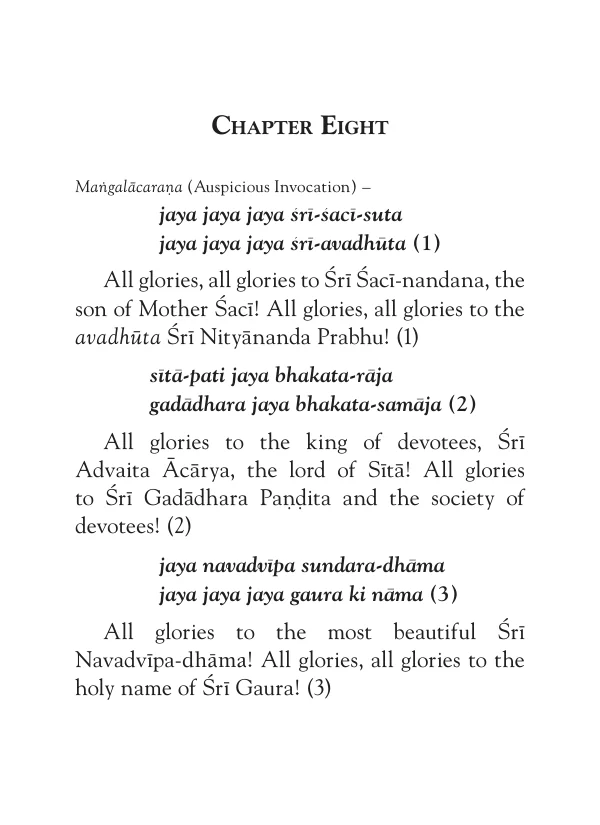 CHAPTER EIGHT
Maṅgalācaraṇa (Auspicious Invocation) –
jaya jaya jaya śrī-śacī-suta
jaya jaya jaya śrī-avadhūta (1)
All glories, all glories to Śrī Śacī-nandana, the
son of Mother Śacī! All glories, all glories to the
avadhūta Śrī Nityānanda Prabhu! (1)
sītā-pati jaya bhakata-rāja
gadādhara jaya bhakata-samāja (2)
All glories to the king of devotees, Śrī
Advaita Ācārya, the lord of Sītā! All glories
to Śrī Gadādhara Paṇḍita and the society of
devotees! (2)
jaya navadvīpa sundara-dhāma
jaya jaya jaya gaura ki nāma (3)
All glories to the most beautiful Śrī
Navadvīpa-dhāma! All glories, all glories to the
holy name of Śrī Gaura! (3)